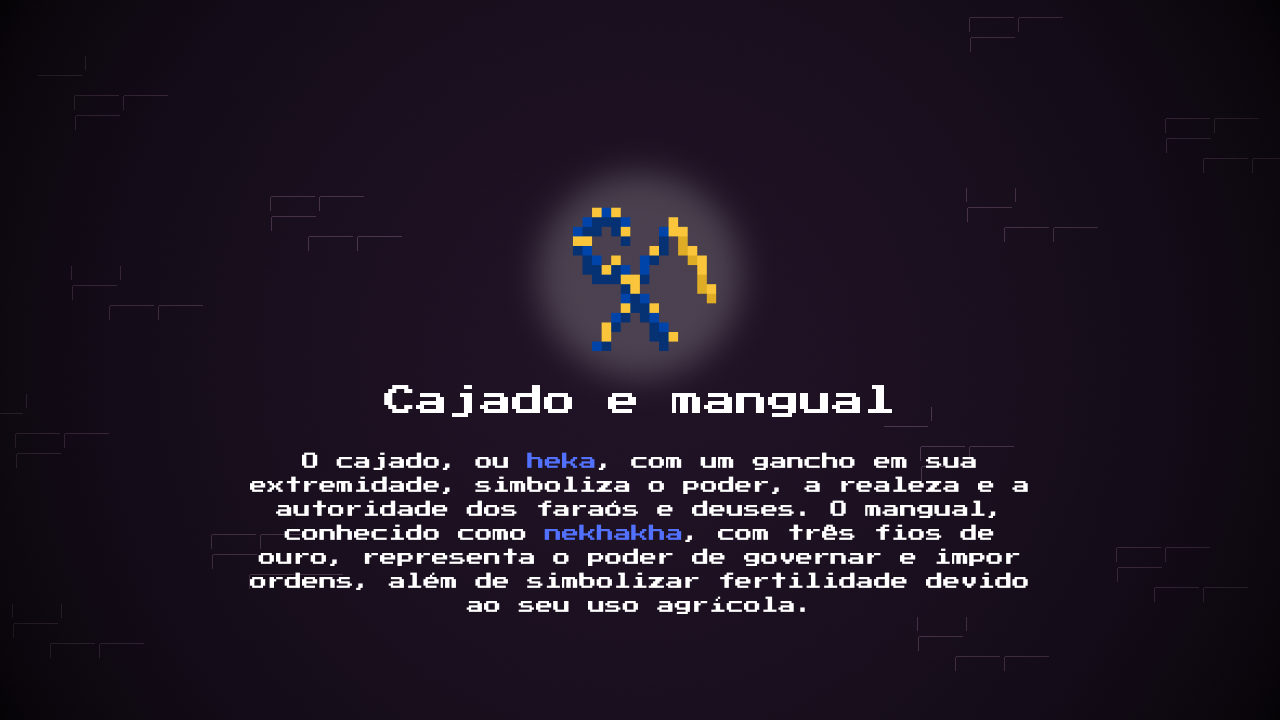 Cajado e mangual
O cajado, ou heka, com um gancho em sua
extremidade, simboliza o poder, a realeza e a
autoridade dos faraós e deuses. O mangual,
conhecido como nekhakha, com três fios de
ouro, representa o poder de governar e impor
ordens, além de simbolizar fertilidade devido
ao seu uso agrícola.